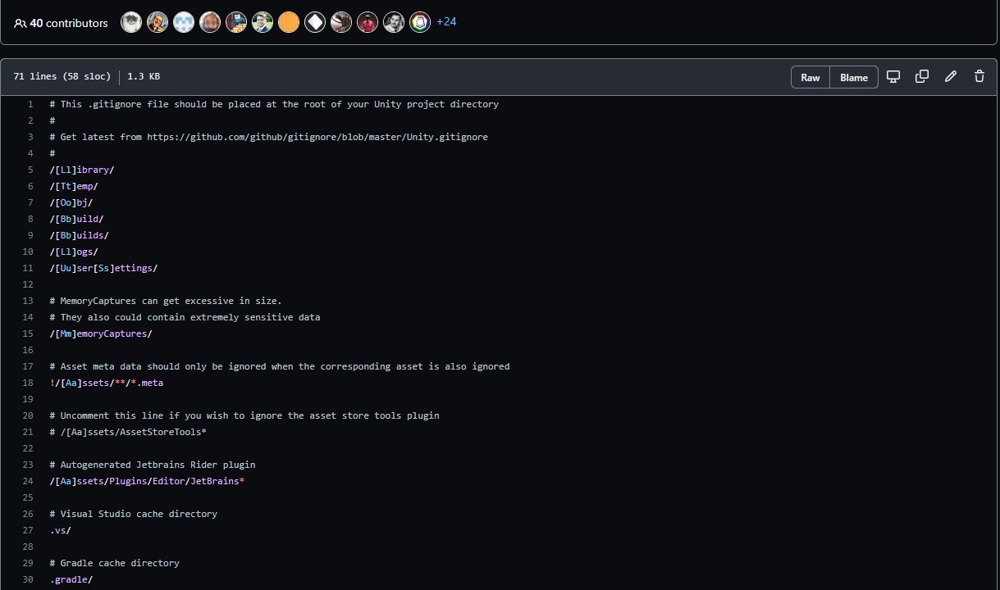 40 contributors +24
71 lines (58 sloc) 1.3 KB Raw Blame
1 # This .gitignore file should be placed at the root of your Unity project directory
2 #
3 # Get latest from https://github.com/github/gitignore/blob/master/Unity.gitignore
4 #
5 /[Ll]ibrary/
6 /[Tt]emp/
7 /[Oo]bj/
8 /[Bb]uild/
9 /[Bb]uilds/
10 /[Ll]ogs/
11 /[Uu]ser[Ss]ettings/
12
13 # MemoryCaptures can get excessive in size.
14 # They also could contain extremely sensitive data
15 /[Mm]emoryCaptures/
16
17 # Asset meta data should only be ignored when the corresponding asset is also ignored
18 !/[Aa]ssets/**/*.meta
19
20 # Uncomment this line if you wish to ignore the asset store tools plugin
21 # /[Aa]ssets/AssetStoreTools*
22
23 # Autogenerated Jetbrains Rider plugin
24 /[Aa]ssets/Plugins/Editor/JetBrains*
25
26 # Visual Studio cache directory
27 .vs/
28
29 # Gradle cache directory
30 .gradle/